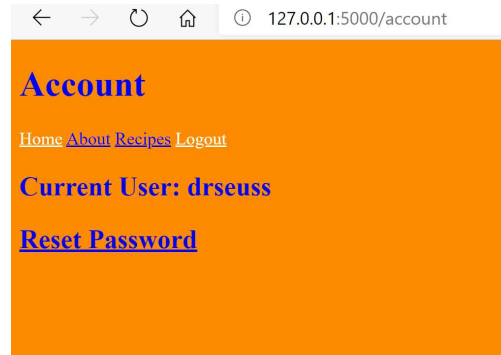 127.0.0.1:5000/account
Account
Home About Recipes Logout
Current User: drseuss
Reset Password